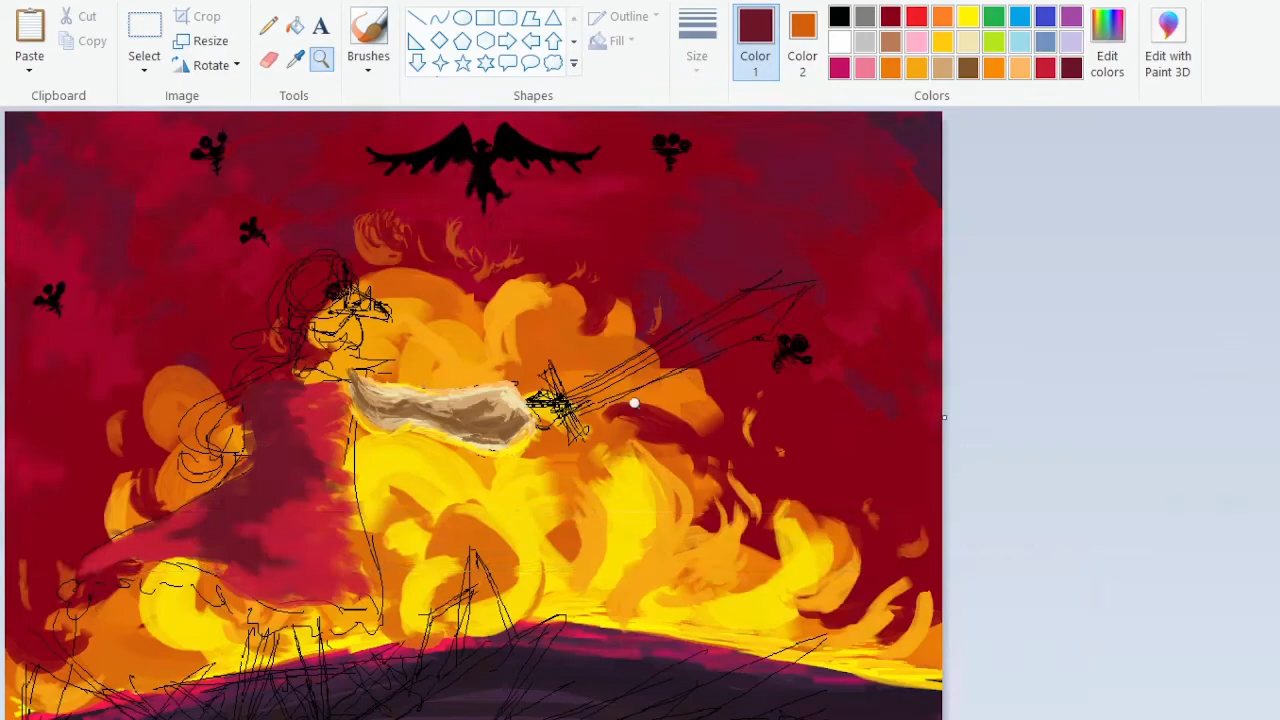 Paste
Cut
Copy
Clipboard
Select
Crop
Resize
Rotate
Image
A
Tools
Brushes
Outline
Fill
Shapes
Size
Color 1
Color 2
Edit colors
Colors
Edit with Paint 3D